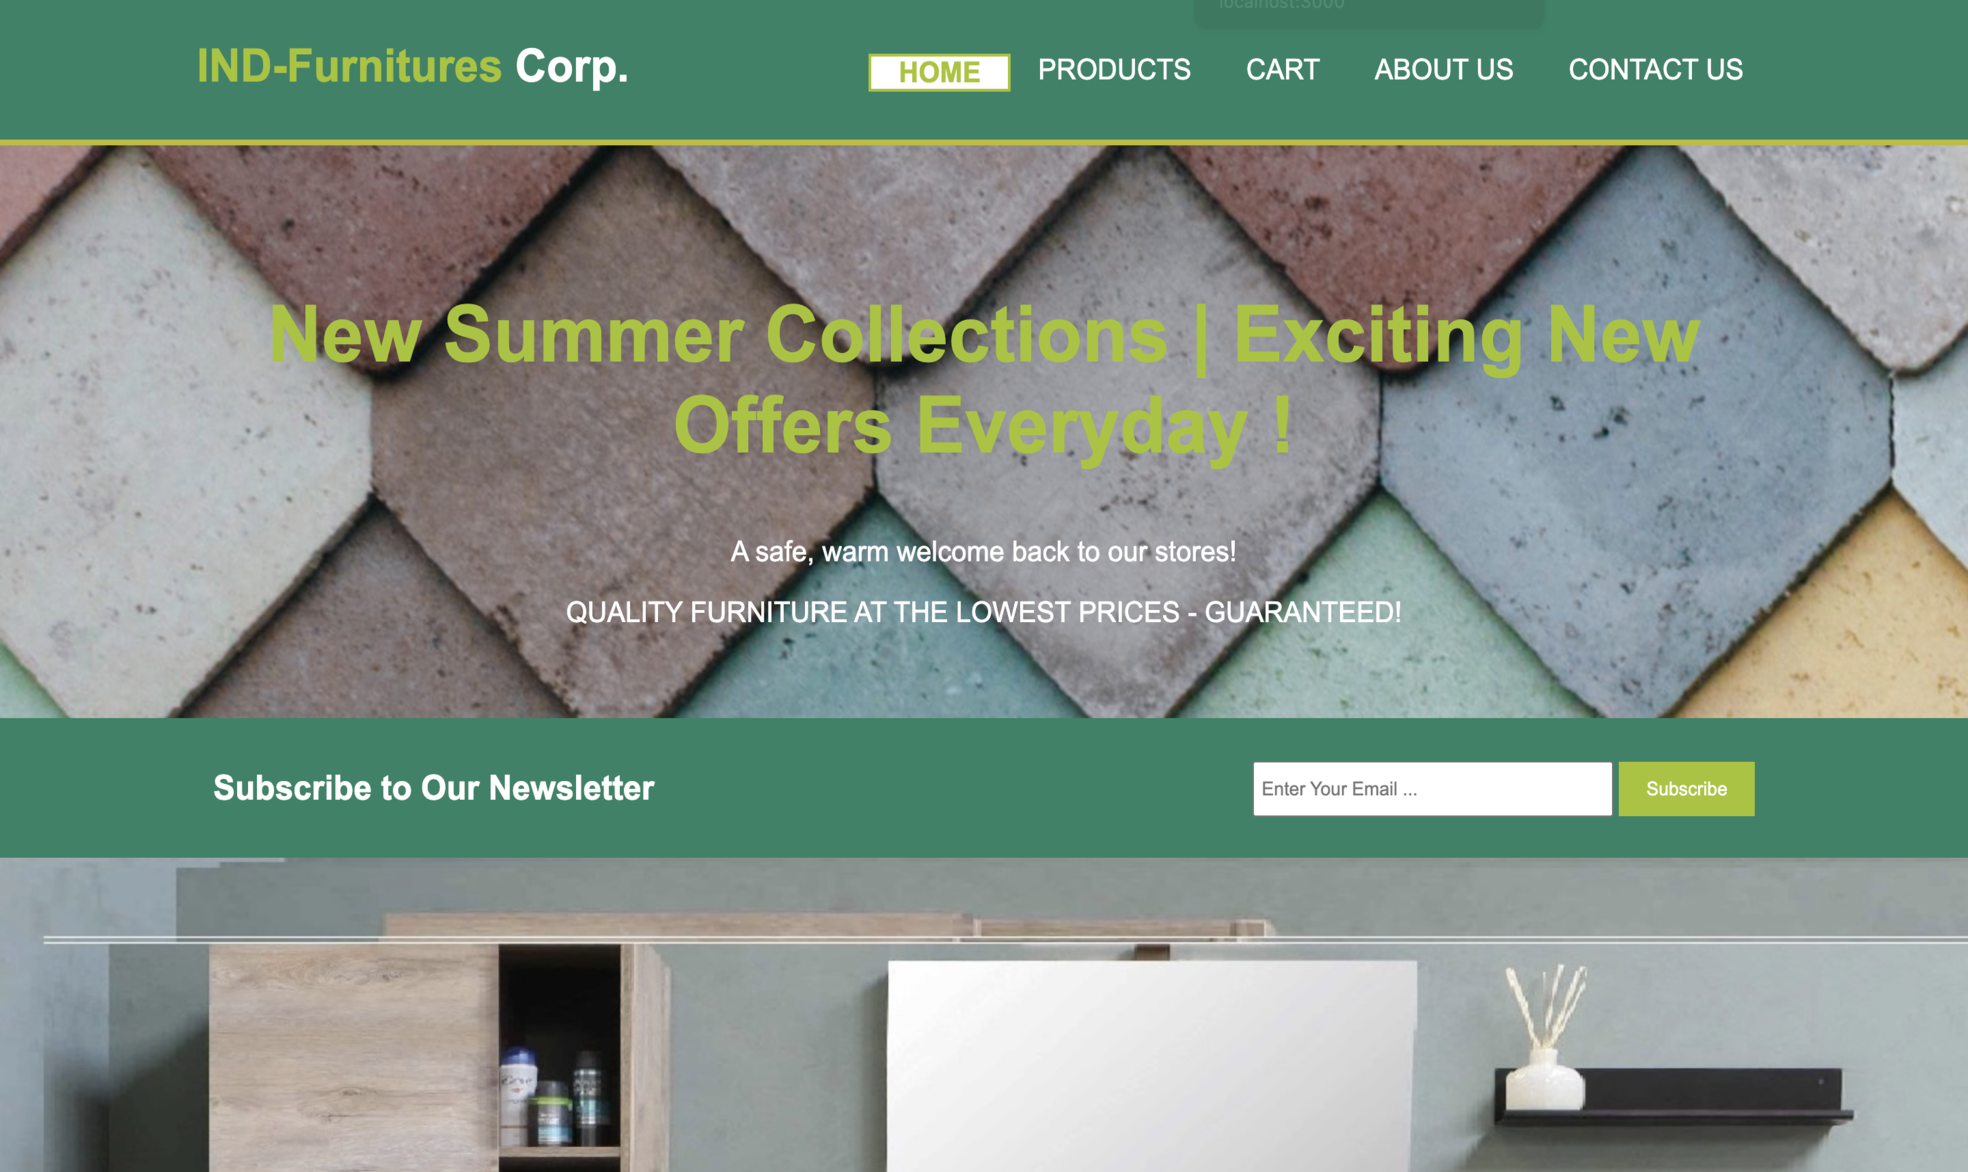 localhost:3000
IND-Furnitures Corp.
HOME
PRODUCTS
CART
ABOUT US
CONTACT US
New Summer Collections | Exciting New
Offers Everyday !
A safe, warm welcome back to our stores!
QUALITY FURNITURE AT THE LOWEST PRICES - GUARANTEED!
Subscribe to Our Newsletter
Enter Your Email ...
Subscribe